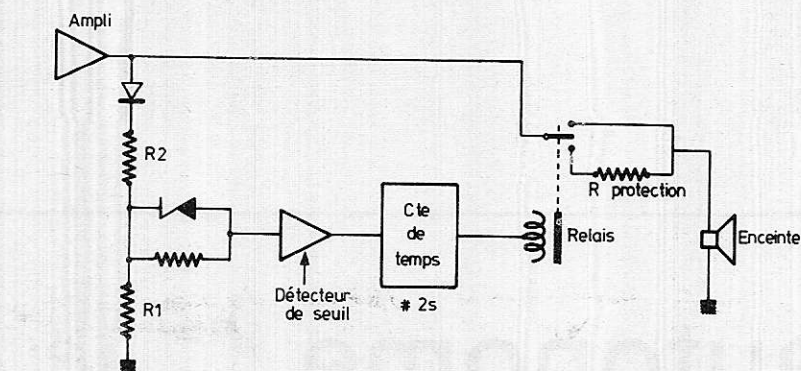 Ampli
R2
R1
Détecteur
de seuil
Cte
de
temps
# 2s
Relais
R protection
Enceinte